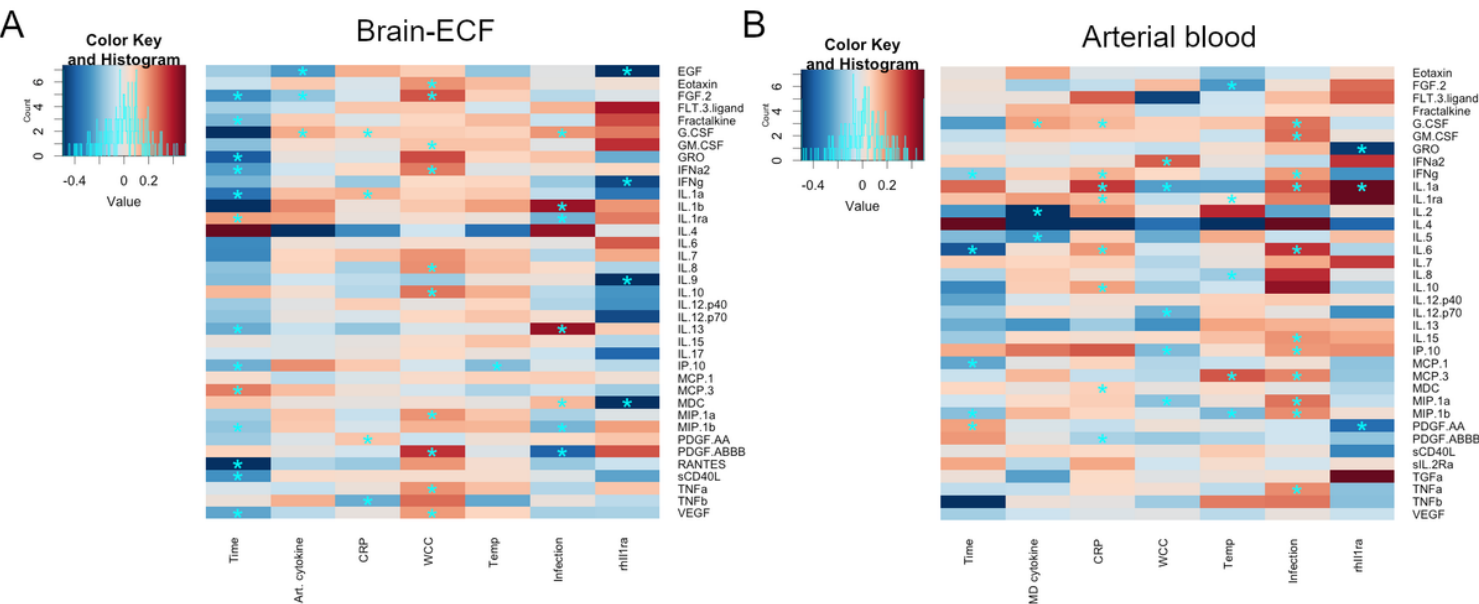 A
Brain-ECF
Color Key
and Histogram
Count
0 2 4 6
-0.4 0 0.2
Value
EGF
Eotaxin
FGF.2
FLT.3.ligand
Fractalkine
G.CSF
GM.CSF
GRO
IFNa2
IFNg
IL.1a
IL.1b
IL.1ra
IL.4
IL.6
IL.7
IL.8
IL.9
IL.10
IL.12.p40
IL.12.p70
IL.13
IL.15
IL.17
IP.10
MCP.1
MCP.3
MDC
MIP.1a
MIP.1b
PDGF.AA
PDGF.ABBB
RANTES
sCD40L
TNFa
TNFb
VEGF
Time
Art. cytokine
CRP
WCC
Temp
Infection
rhIl1ra
B
Arterial blood
Color Key
and Histogram
Count
0 2 4 6
-0.4 0 0.2
Value
Eotaxin
FGF.2
FLT.3.ligand
Fractalkine
G.CSF
GM.CSF
GRO
IFNa2
IFNg
IL.1a
IL.1ra
IL.2
IL.4
IL.5
IL.6
IL.7
IL.8
IL.10
IL.12.p40
IL.12.p70
IL.13
IL.15
IP.10
MCP.1
MCP.3
MDC
MIP.1a
MIP.1b
PDGF.AA
PDGF.ABBB
sCD40L
sIL.2Ra
TGFa
TNFa
TNFb
VEGF
Time
MD cytokine
CRP
WCC
Temp
Infection
rhIl1ra